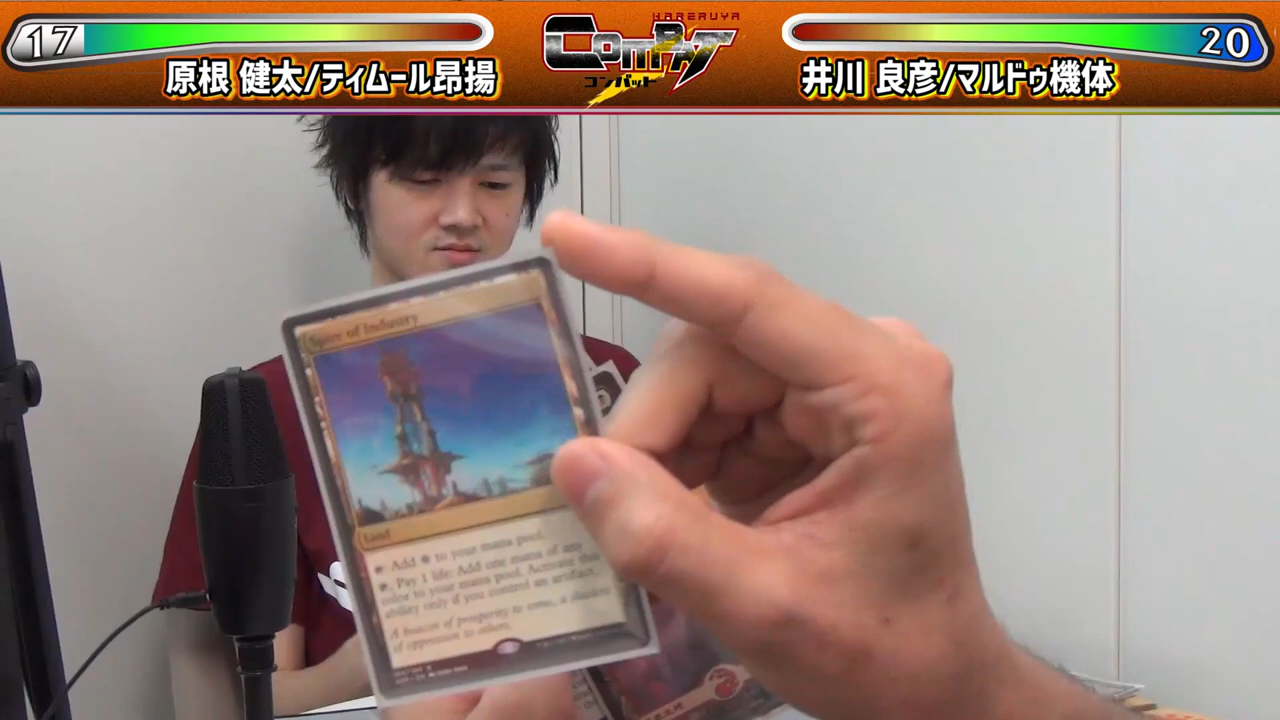 17
HARERUYA
COMBAT
コンバット
20
原根 健太/ティムール昂揚
井川 良彦/マルドゥ機体
Spire of Industry
Land
: Add to your mana pool.
, Pay 1 life: Add one mana of any
color to your mana pool. Activate this
ability only if you control an artifact.
A beacon of prosperity to some, a shadow
of oppression to others.